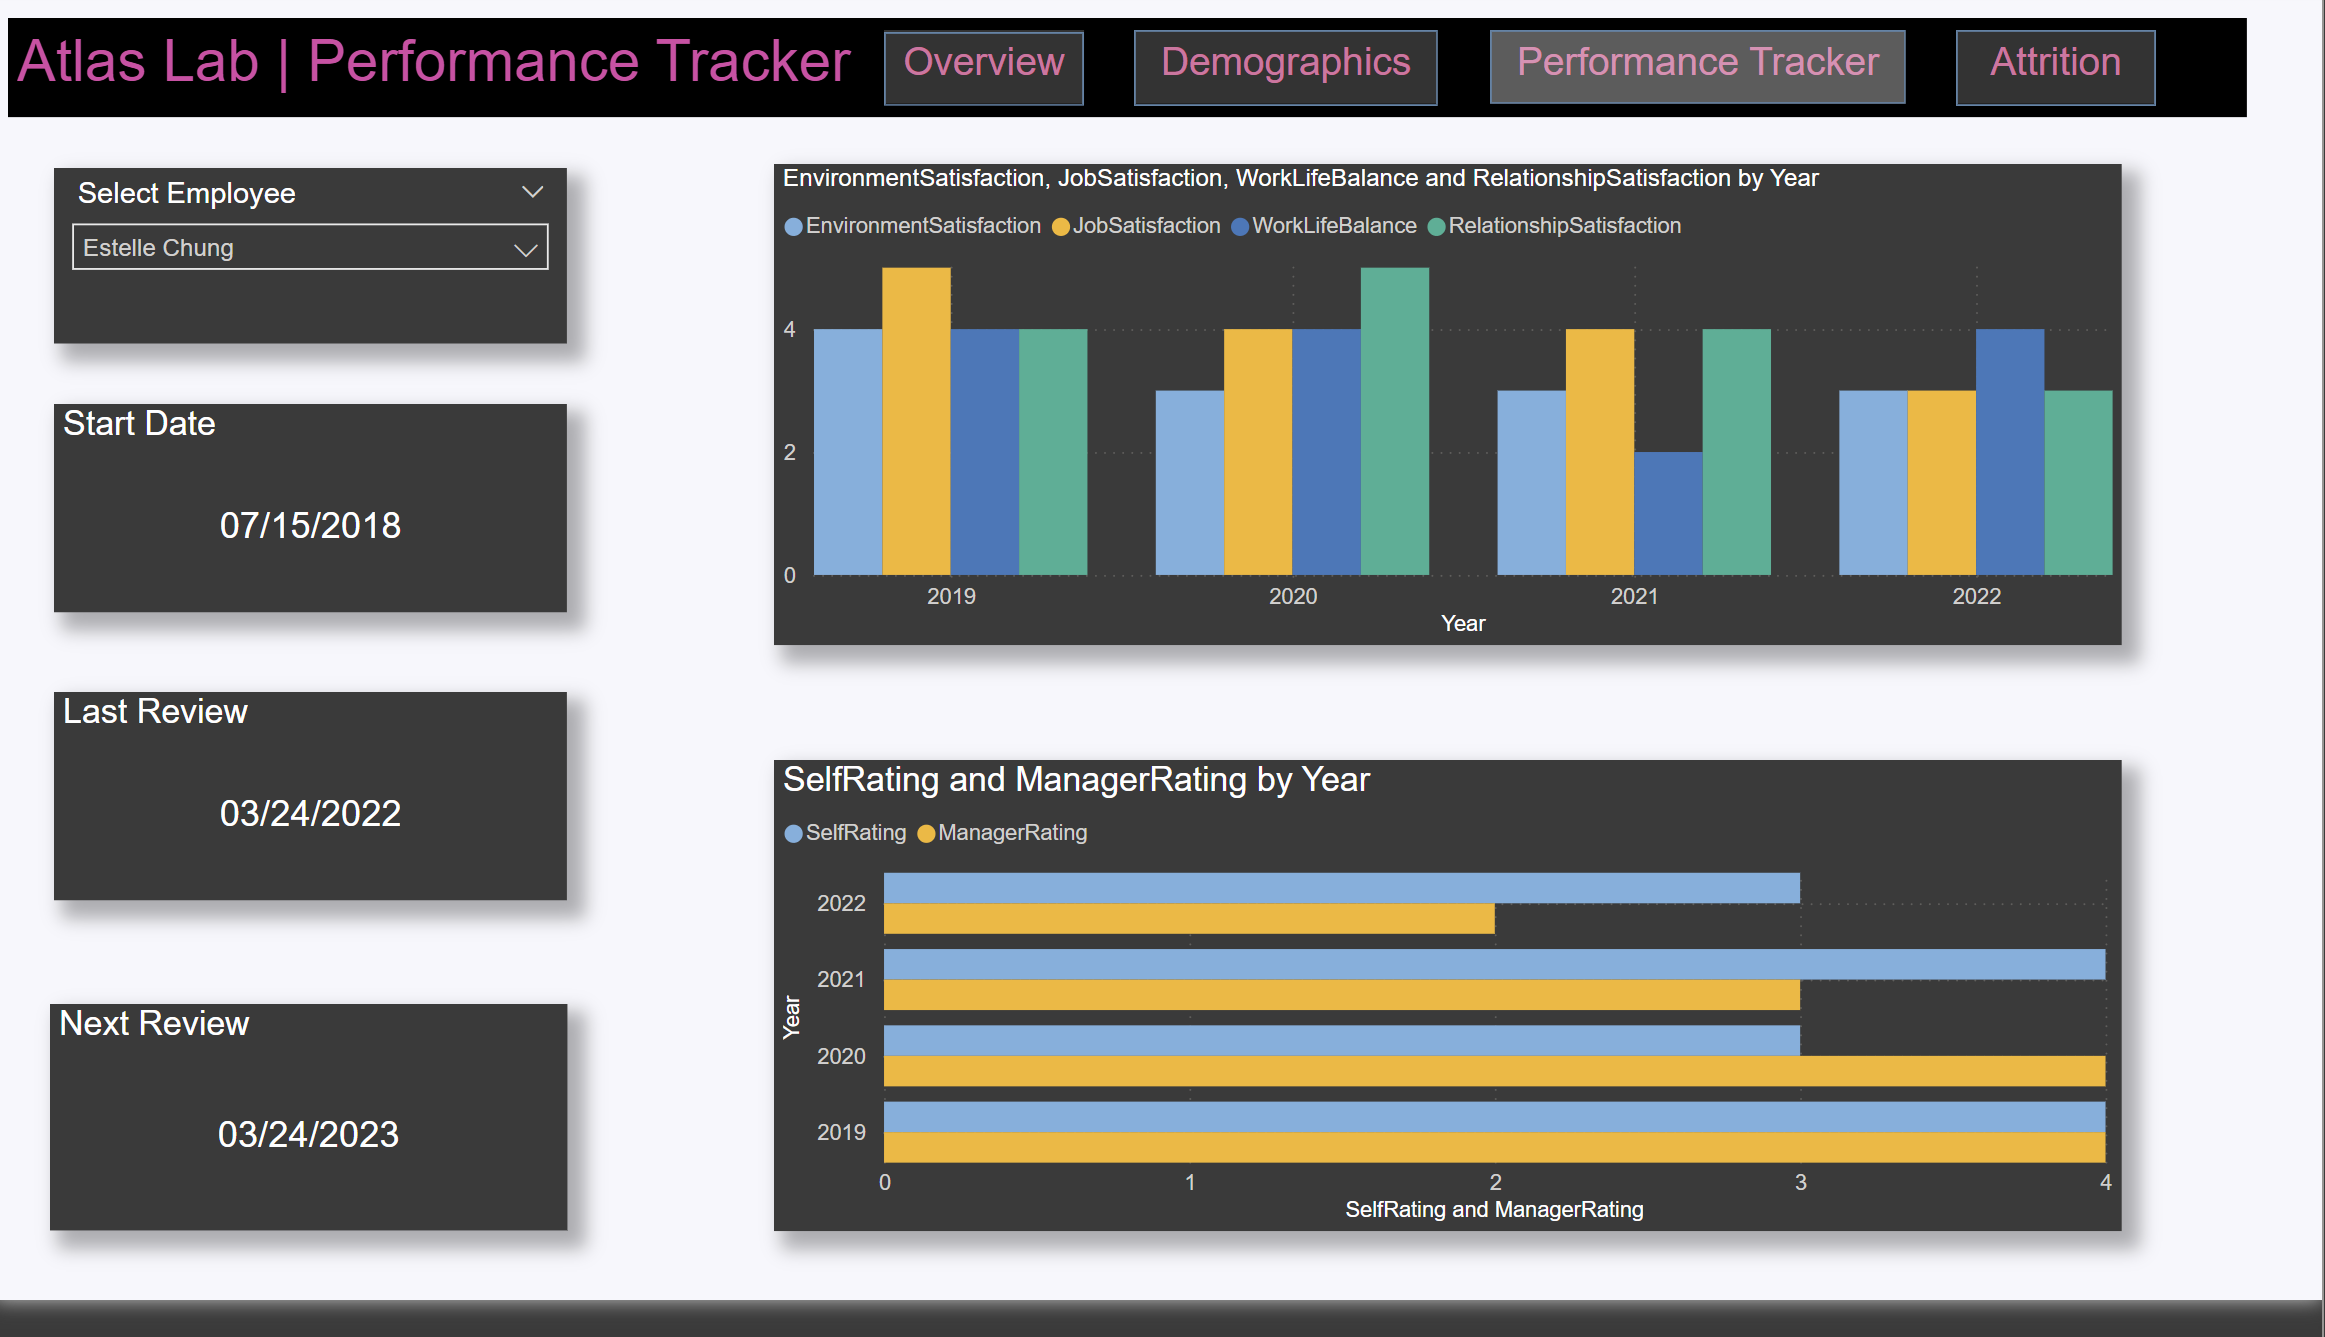 Atlas Lab | Performance Tracker
Overview
Demographics
Performance Tracker
Attrition
Select Employee
Estelle Chung
Start Date
07/15/2018
Last Review
03/24/2022
Next Review
03/24/2023
EnvironmentSatisfaction, JobSatisfaction, WorkLifeBalance and RelationshipSatisfaction by Year
EnvironmentSatisfaction JobSatisfaction WorkLifeBalance RelationshipSatisfaction
4
2
0
2019 2020 2021 2022
Year
SelfRating and ManagerRating by Year
SelfRating ManagerRating
Year
2022
2021
2020
2019
0 1 2 3 4
SelfRating and ManagerRating